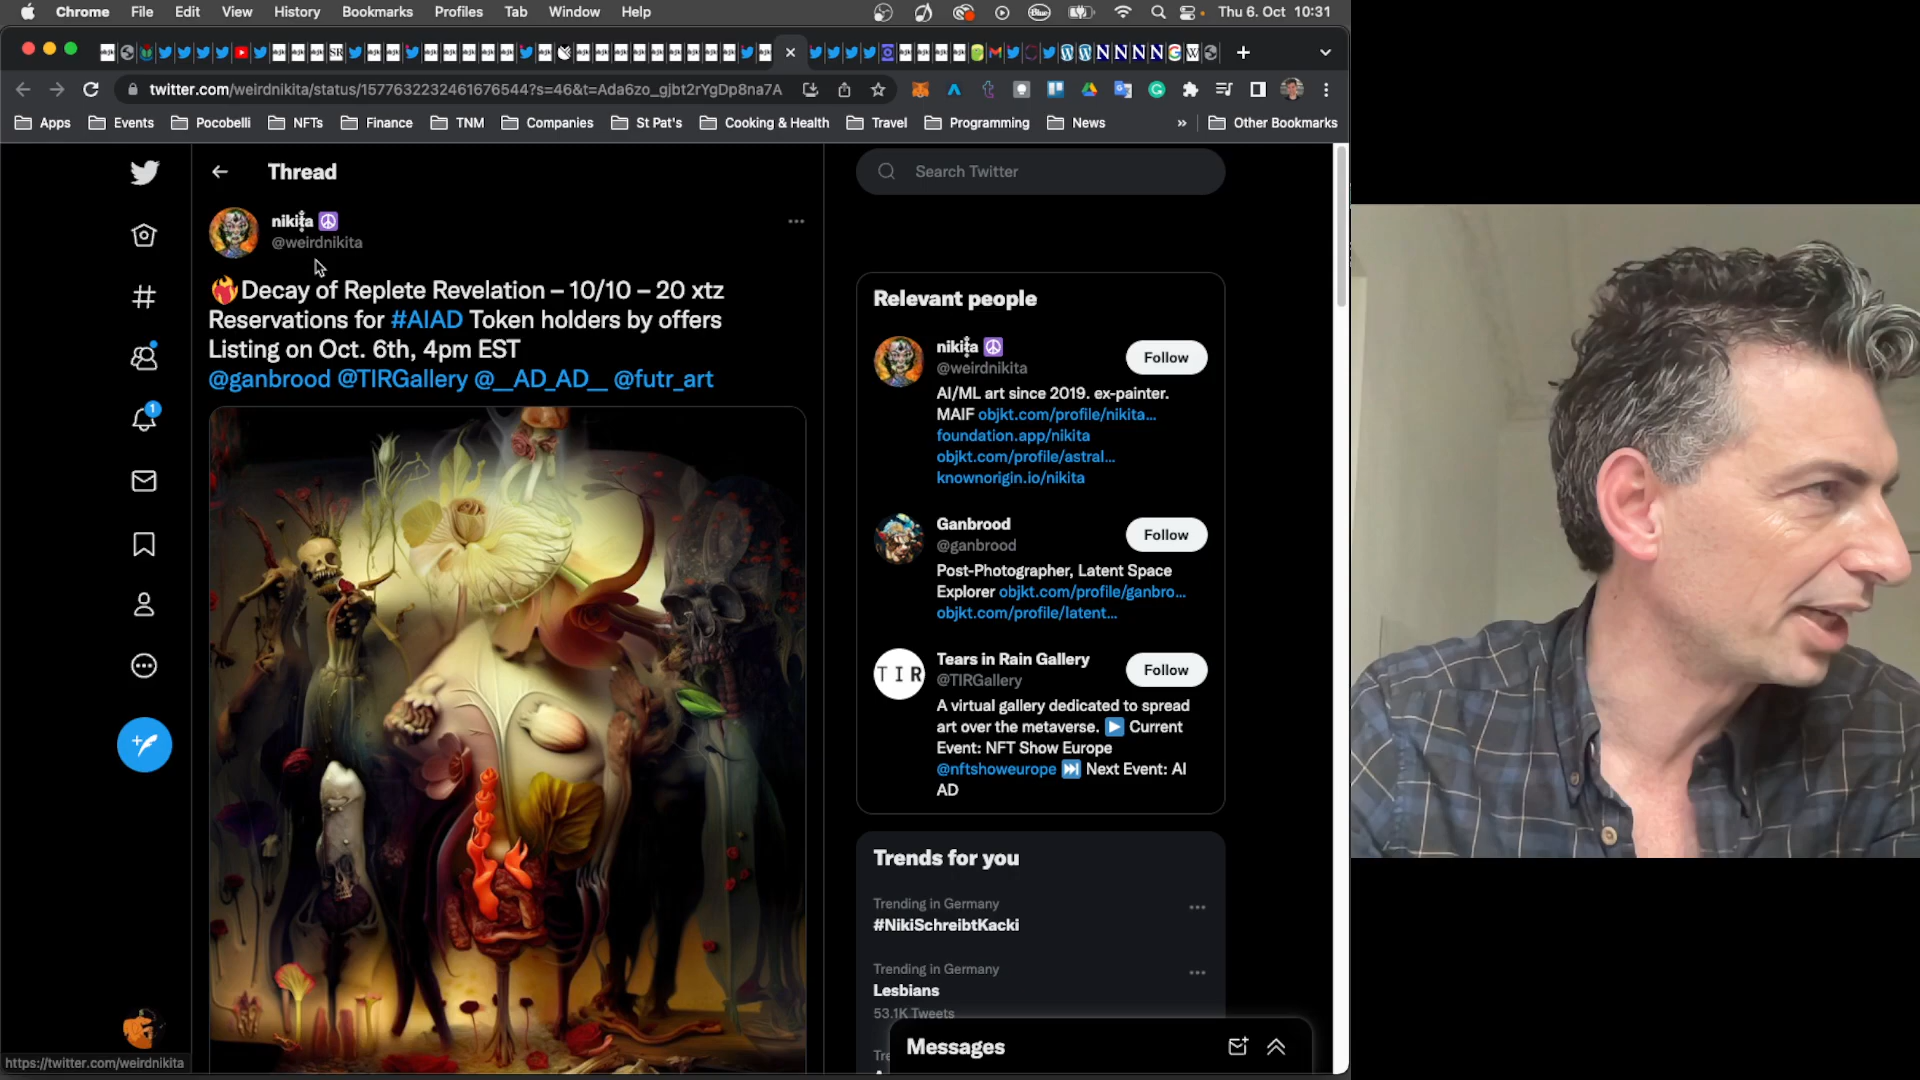 Chrome File Edit View History Bookmarks Profiles Tab Window Help
Thu 6. Oct 10:31
twitter.com/weirdnikita/status/1577632232461676544?s=46&t=Ada6zo_gjbt2rYgDp8na7A
Apps Events Pocobelli NFTs Finance TNM Companies St Pat's Cooking & Health Travel Programming News » Other Bookmarks
Thread
Search Twitter
nikita
@weirdnikita
Decay of Replete Revelation – 10/10 – 20 xtz
Reservations for #AIAD Token holders by offers
Listing on Oct. 6th, 4pm EST
@ganbrood @TIRGallery @__AD_AD__ @futr_art
Relevant people
nikita
@weirdnikita
Follow
AI/ML art since 2019. ex-painter.
MAIF objkt.com/profile/nikita...
foundation.app/nikita
objkt.com/profile/astral...
knownorigin.io/nikita
Ganbrood
@ganbrood
Follow
Post-Photographer, Latent Space
Explorer objkt.com/profile/ganbro...
objkt.com/profile/latent...
TIR
Tears in Rain Gallery
@TIRGallery
Follow
A virtual gallery dedicated to spread
art over the metaverse. Current
Event: NFT Show Europe
@nftshoweurope Next Event: AI
AD
Trends for you
Trending in Germany
#NikiSchreibtKacki
Trending in Germany
Lesbians
53.1K Tweets
Messages
1
https://twitter.com/weirdnikita